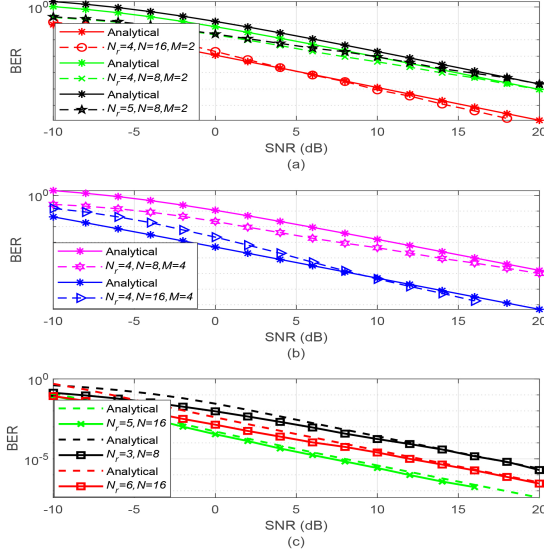 10⁰
BER
Analytical
N_r=4,N=16,M=2
Analytical
N_r=4,N=8,M=2
Analytical
N_r=5,N=8,M=2
-10 -5 0 5 10 15 20
SNR (dB)
(a)
10⁰
BER
Analytical
N_r=4,N=8,M=4
Analytical
N_r=4,N=16,M=4
-10 -5 0 5 10 15 20
SNR (dB)
(b)
10⁰
BER
10⁻⁵
Analytical
N_r=5,N=16
Analytical
N_r=3,N=8
Analytical
N_r=6,N=16
-10 -5 0 5 10 15 20
SNR (dB)
(c)